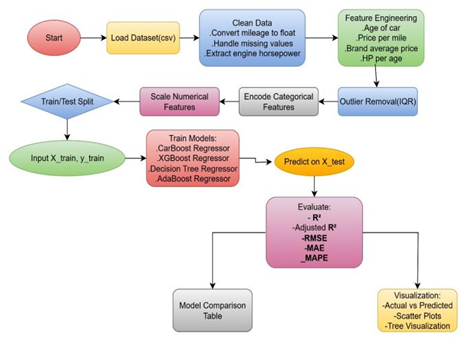 Start
Load Dataset(csv)
Clean Data
.Convert mileage to float
.Handle missing values
.Extract engine horsepower
Feature Engineering
.Age of car
.Price per mile
.Brand average price
.HP per age
Train/Test Split
Scale Numerical
Features
Encode Categorical
Features
Outlier Removal(IQR)
Input X_train, y_train
Train Models:
.CarBoost Regressor
.XGBoost Regressor
.Decision Tree Regressor
.AdaBoost Regressor
Predict on X_test
Evaluate:
- R²
-Adjusted R²
-RMSE
-MAE
_MAPE
Model Comparison
Table
Visualization:
-Actual vs Predicted
-Scatter Plots
-Tree Visualization